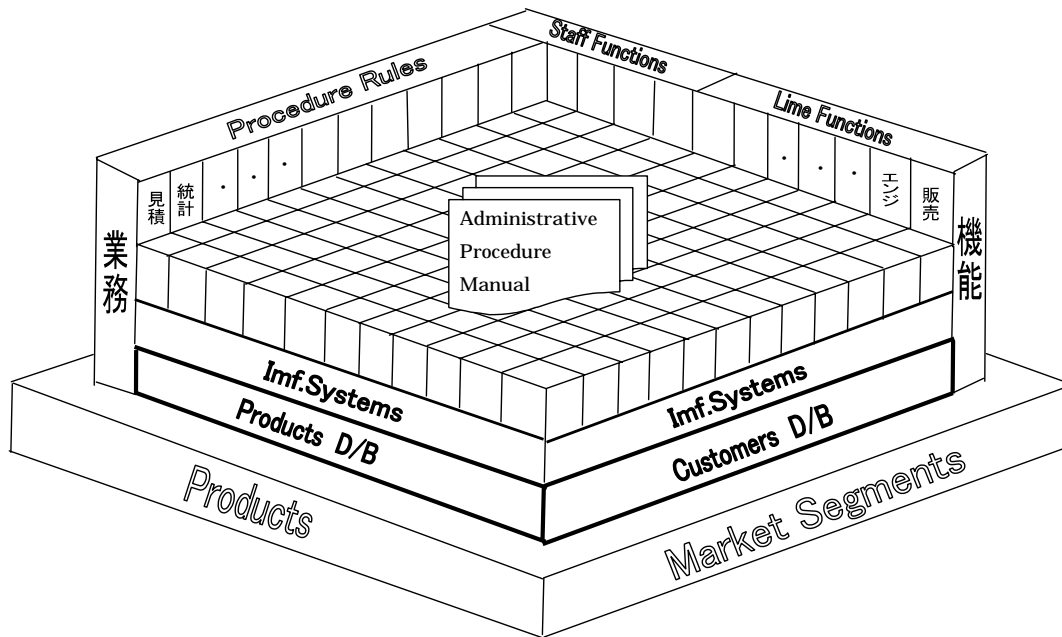 Staff Functions
Procedure Rules
Lime Functions
見積
統計
・
・
・
・
・
・
エンジ
販売
業務
機能
Administrative
Procedure
Manual
Imf.Systems
Imf.Systems
Products D/B
Customers D/B
Products
Market Segments